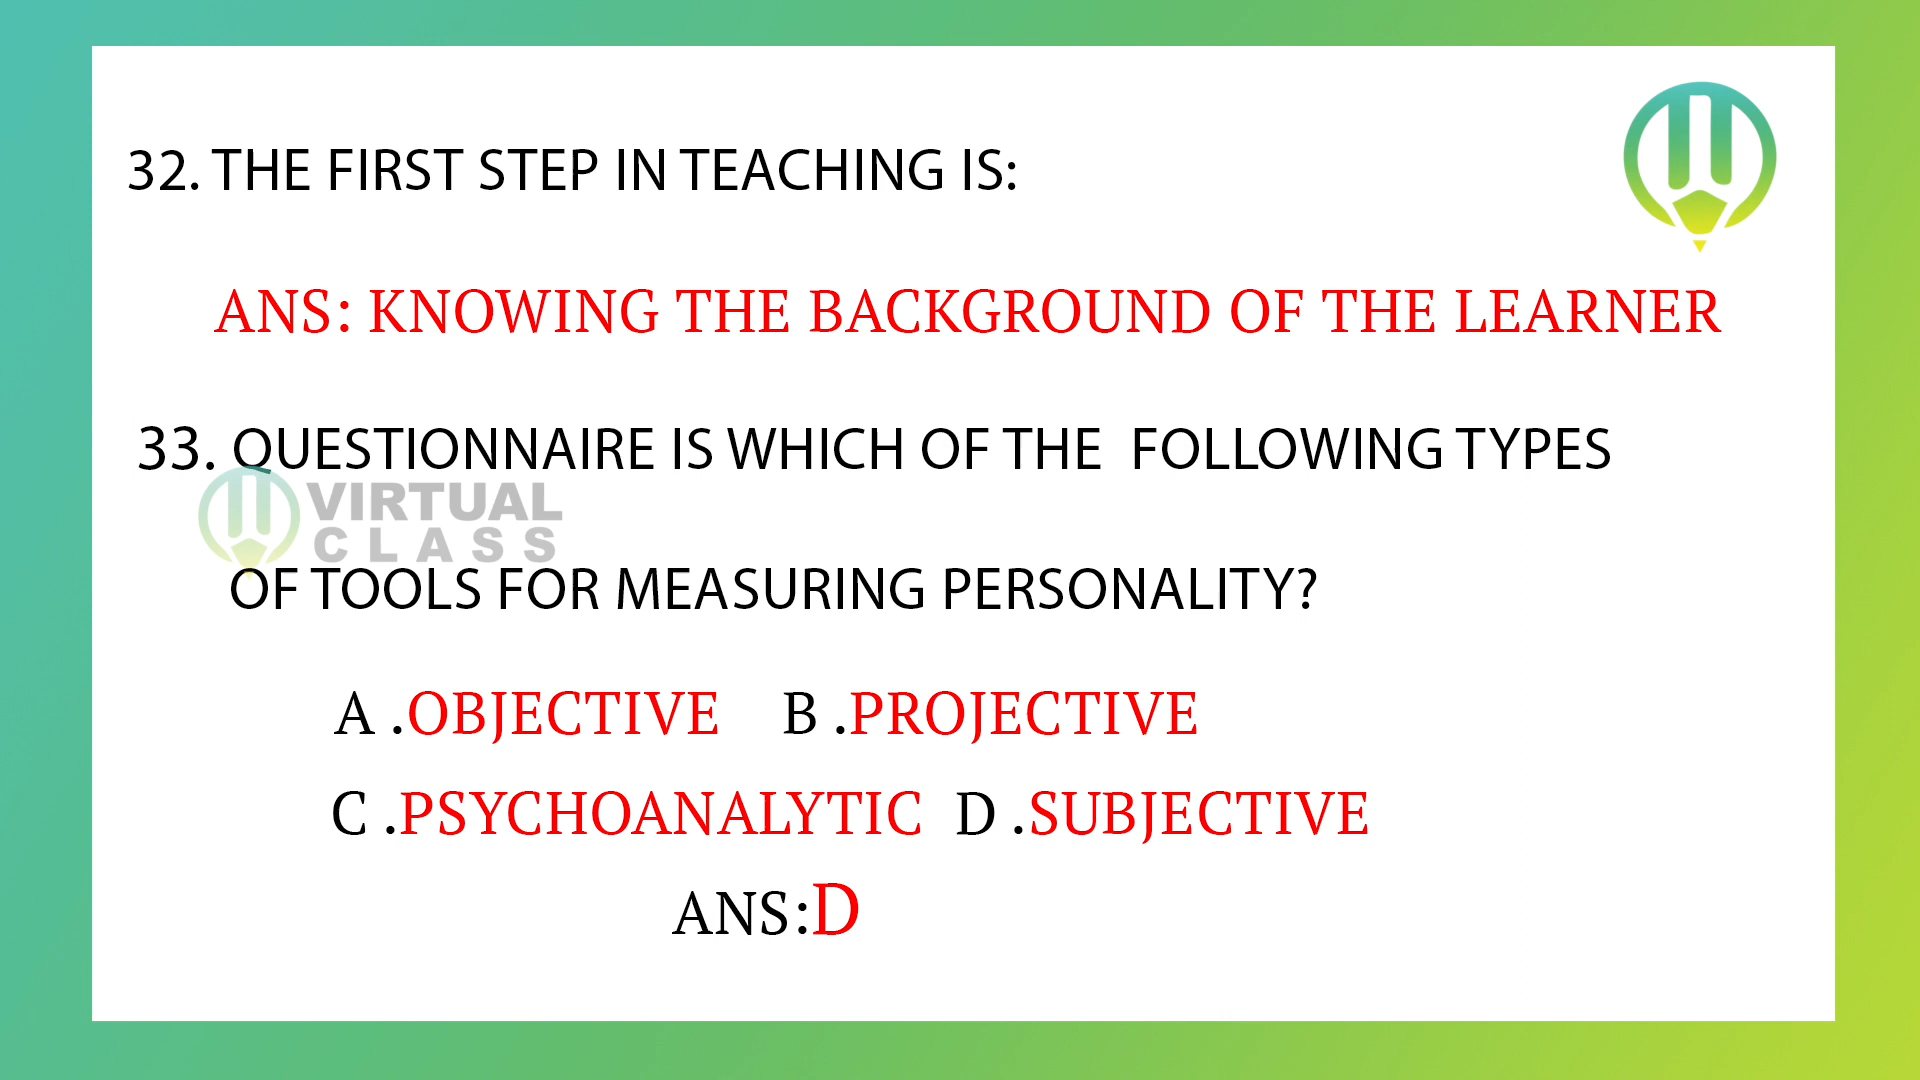 32. THE FIRST STEP IN TEACHING IS:
ANS: KNOWING THE BACKGROUND OF THE LEARNER
33. QUESTIONNAIRE IS WHICH OF THE FOLLOWING TYPES
VIRTUAL
CLASS
OF TOOLS FOR MEASURING PERSONALITY?
A .OBJECTIVE B .PROJECTIVE
C .PSYCHOANALYTIC D .SUBJECTIVE
ANS:D